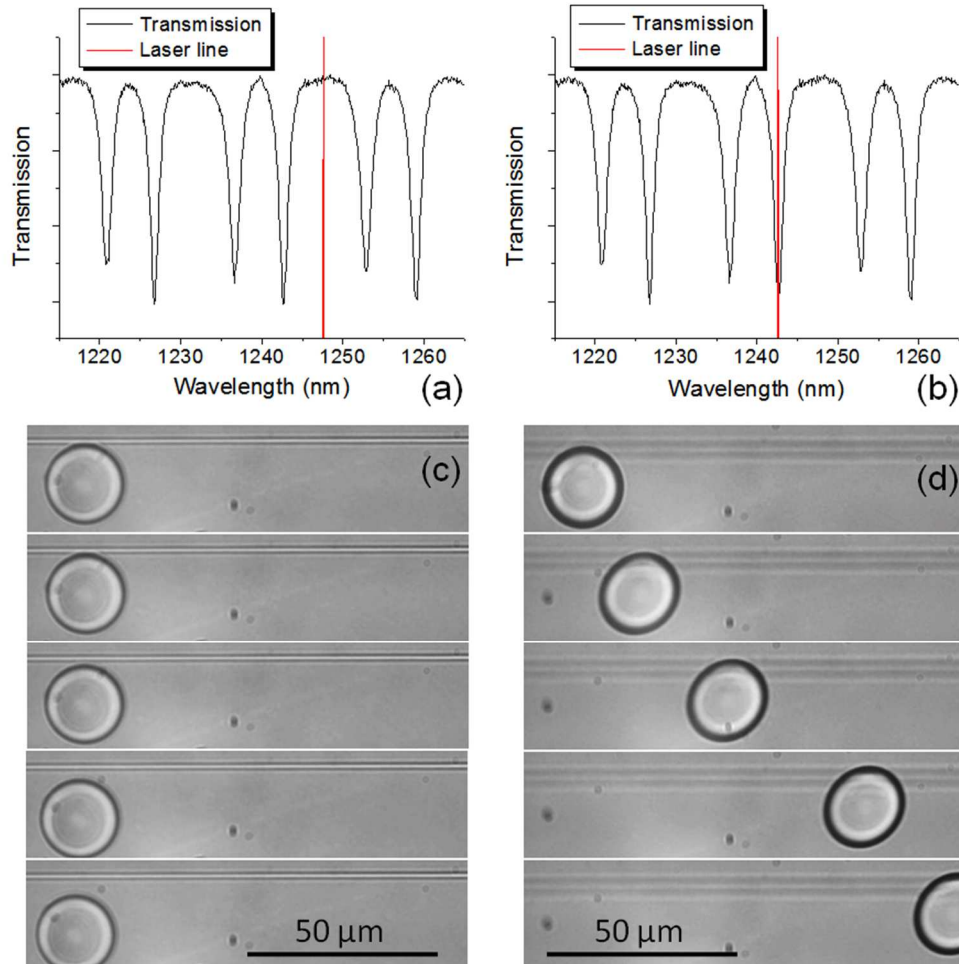 Transmission
Laser line
Transmission
1220 1230 1240 1250 1260
Wavelength (nm)
(a)
Transmission
Laser line
Transmission
1220 1230 1240 1250 1260
Wavelength (nm)
(b)
(c)
50 µm
(d)
50 µm